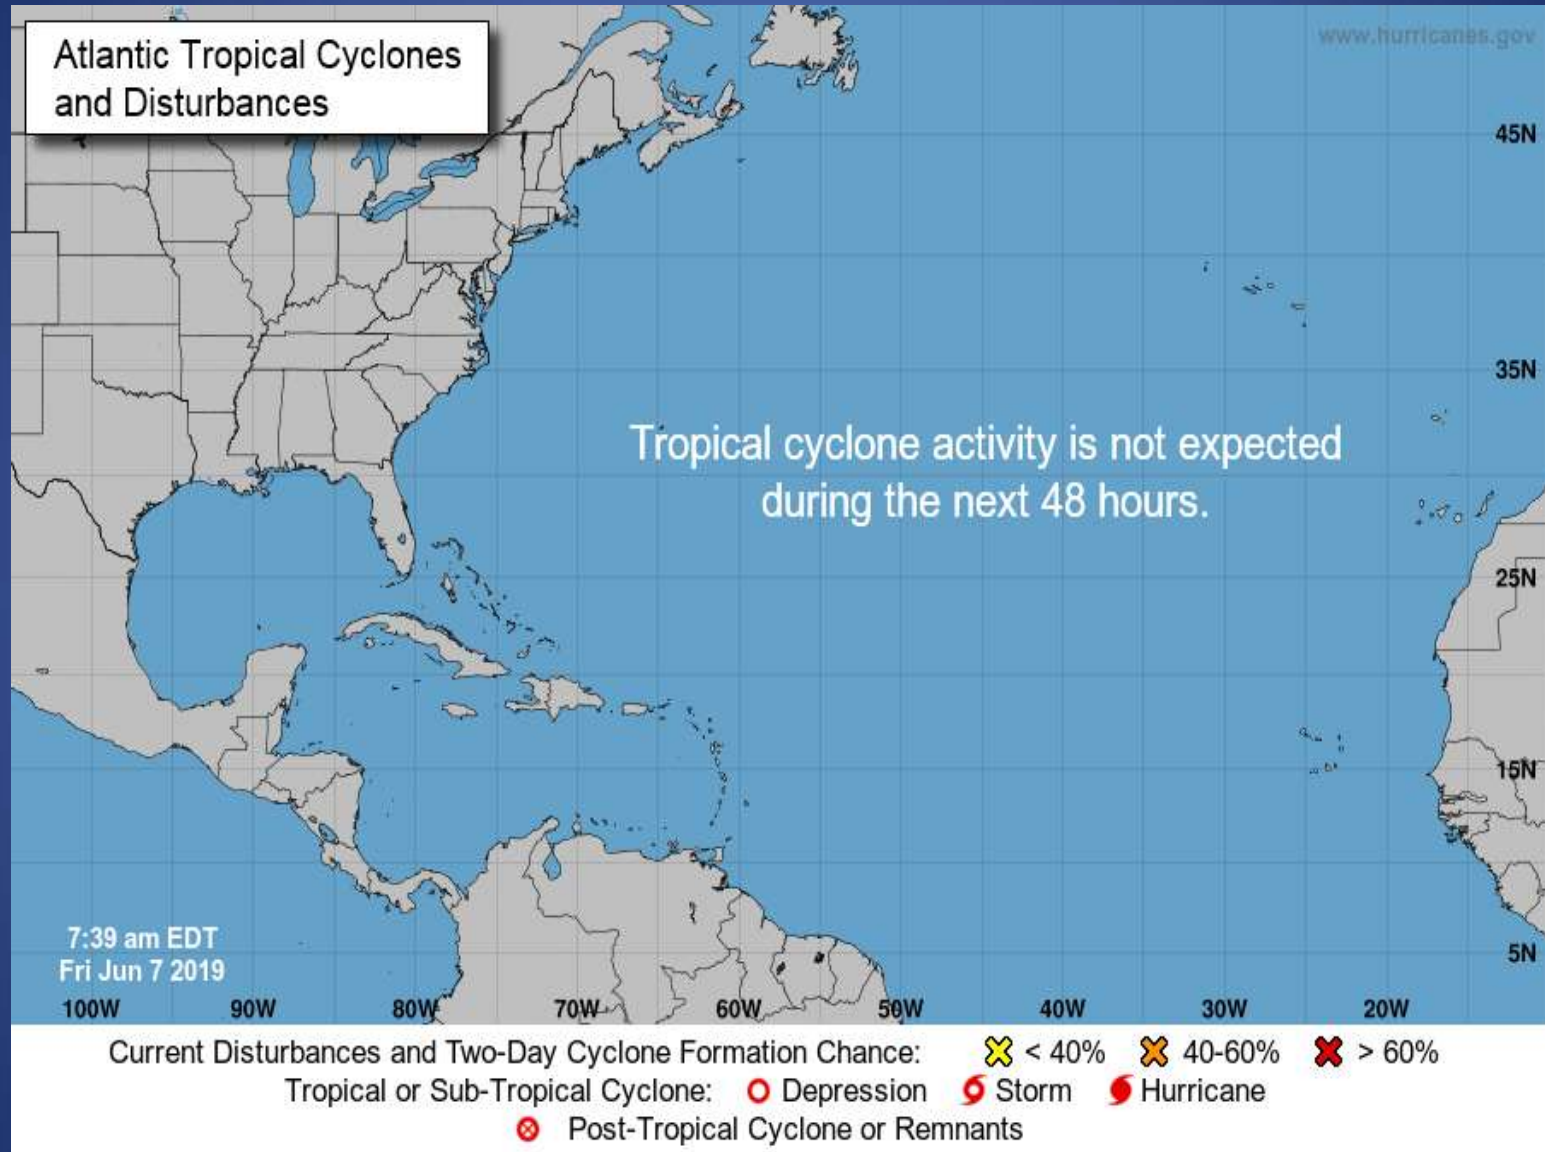 Atlantic Tropical Cyclones
and Disturbances
www.hurricanes.gov
45N
35N
Tropical cyclone activity is not expected
during the next 48 hours.
25N
15N
7:39 am EDT
Fri Jun 7 2019
5N
100W 90W 80W 70W 60W 50W 40W 30W 20W
Current Disturbances and Two-Day Cyclone Formation Chance: < 40% 40-60% > 60%
Tropical or Sub-Tropical Cyclone: Depression Storm Hurricane
Post-Tropical Cyclone or Remnants